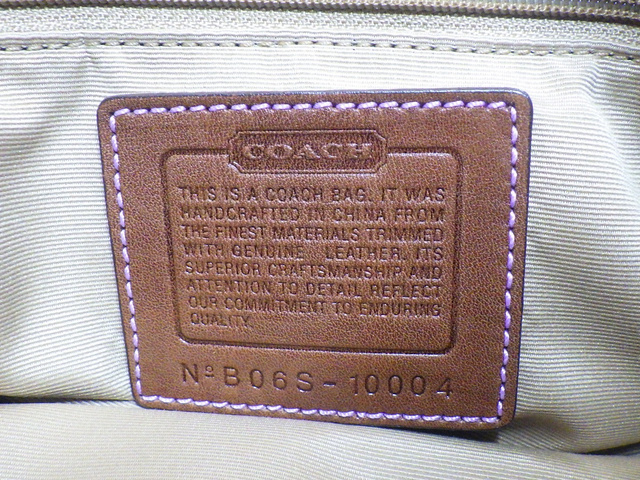 COACH
THIS IS A COACH BAG. IT WAS
HANDCRAFTED IN CHINA FROM
THE FINEST MATERIALS TRIMMED
WITH GENUINE LEATHER. ITS
SUPERIOR CRAFTSMANSHIP AND
ATTENTION TO DETAIL REFLECT
OUR COMMITMENT TO ENDURING
QUALITY.
Nº B06S-10004